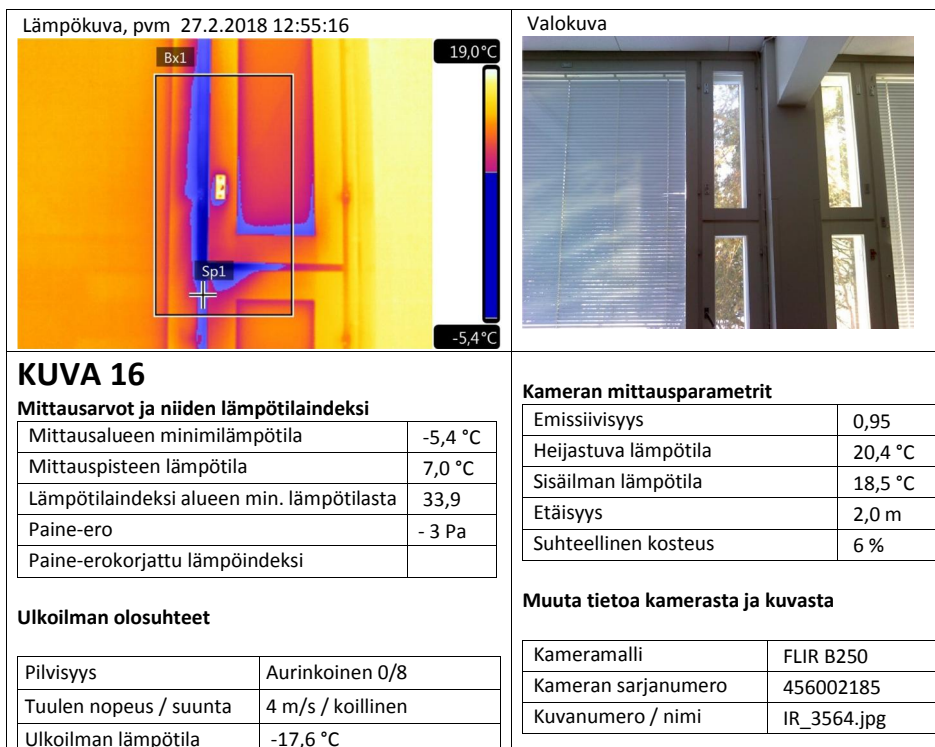 Lämpökuva, pvm 27.2.2018 12:55:16
Bx1
19,0°C
Sp1
-5,4°C
Valokuva
KUVA 16
Mittausarvot ja niiden lämpötilaindeksi
Mittausalueen minimilämpötila -5,4 °C
Mittauspisteen lämpötila 7,0 °C
Lämpötilaindeksi alueen min. lämpötilasta 33,9
Paine-ero - 3 Pa
Paine-erokorjattu lämpöindeksi
Ulkoilman olosuhteet
Pilvisyys Aurinkoinen 0/8
Tuulen nopeus / suunta 4 m/s / koillinen
Ulkoilman lämpötila -17,6 °C
Kameran mittausparametrit
Emissiivisyys 0,95
Heijastuva lämpötila 20,4 °C
Sisäilman lämpötila 18,5 °C
Etäisyys 2,0 m
Suhteellinen kosteus 6 %
Muuta tietoa kamerasta ja kuvasta
Kameramalli FLIR B250
Kameran sarjanumero 456002185
Kuvanumero / nimi IR_3564.jpg